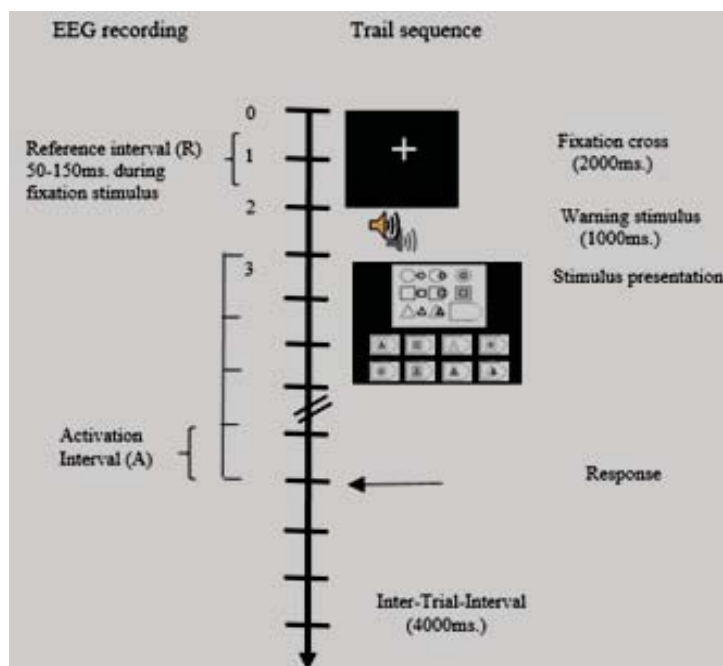 EEG recording
Trail sequence
0
Reference interval (R)
50-150ms. during
fixation stimulus
1
Fixation cross
(2000ms.)
2
Warning stimulus
(1000ms.)
3
Stimulus presentation
Activation
Interval (A)
Response
Inter-Trial-Interval
(4000ms.)